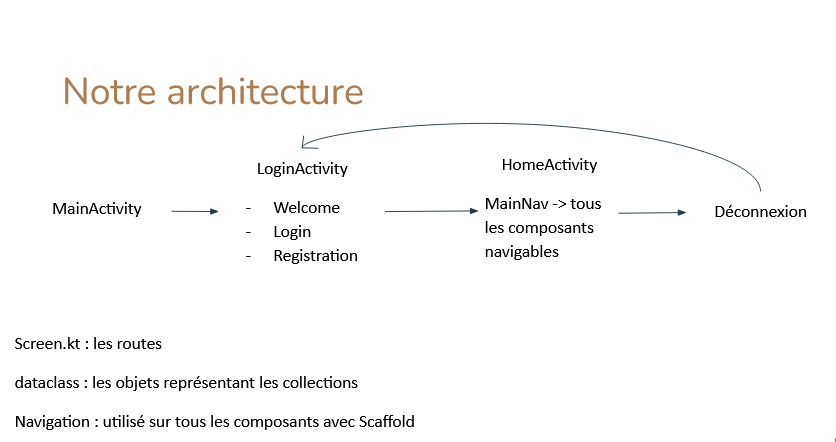 Notre architecture
LoginActivity
HomeActivity
MainActivity
- Welcome
- Login
- Registration
MainNav -> tous
les composants
navigables
Déconnexion
Screen.kt : les routes
dataclass : les objets représentant les collections
Navigation : utilisé sur tous les composants avec Scaffold